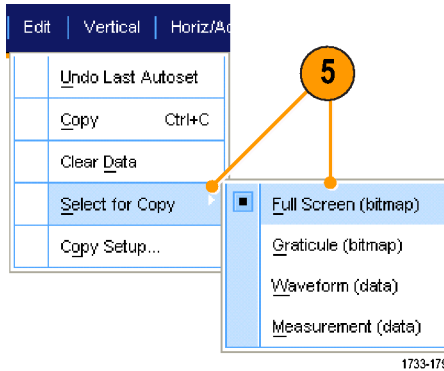 Edit Vertical Horiz/Ac
Undo Last Autoset
5
Copy Ctrl+C
Clear Data
Select for Copy
Full Screen (bitmap)
Copy Setup...
Graticule (bitmap)
Waveform (data)
Measurement (data)
1733-179